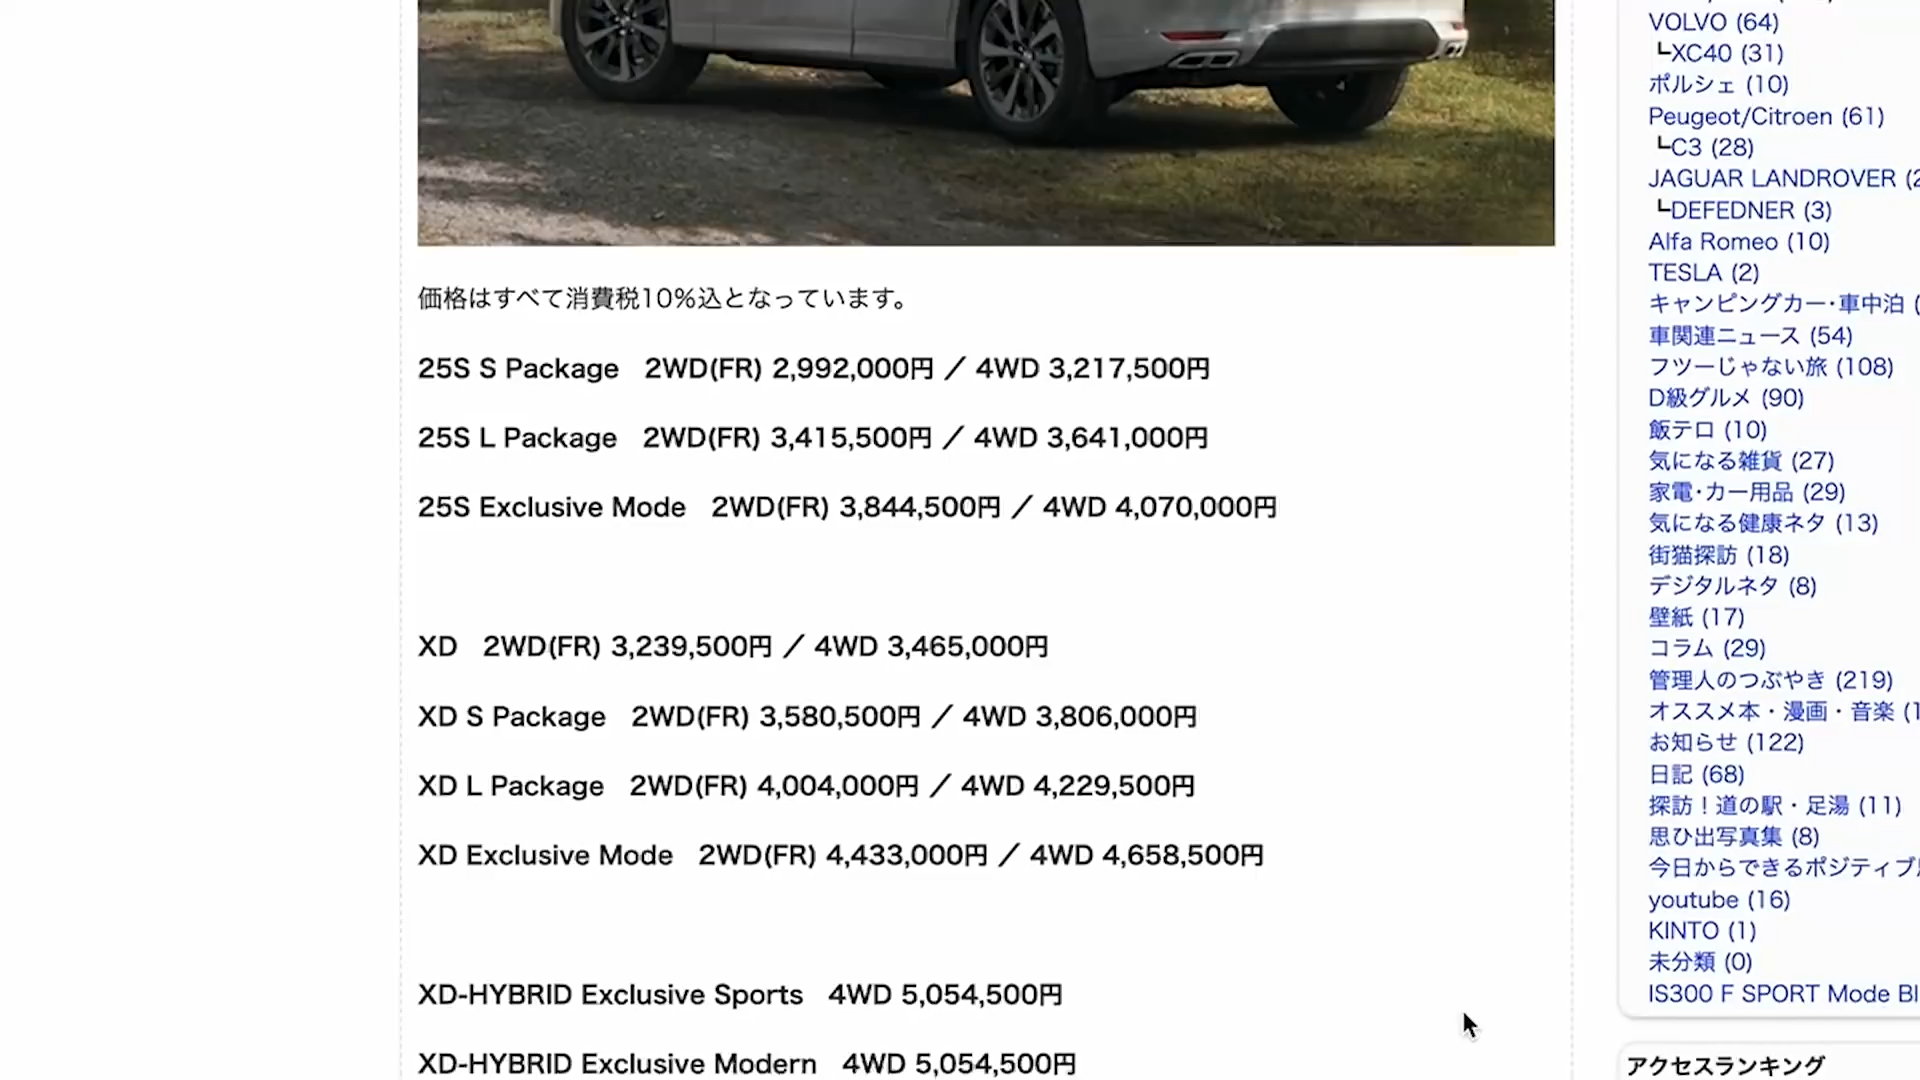 価格はすべて消費税10%込となっています。
25S S Package 2WD(FR) 2,992,000円 ／ 4WD 3,217,500円
25S L Package 2WD(FR) 3,415,500円 ／ 4WD 3,641,000円
25S Exclusive Mode 2WD(FR) 3,844,500円 ／ 4WD 4,070,000円
XD 2WD(FR) 3,239,500円 ／ 4WD 3,465,000円
XD S Package 2WD(FR) 3,580,500円 ／ 4WD 3,806,000円
XD L Package 2WD(FR) 4,004,000円 ／ 4WD 4,229,500円
XD Exclusive Mode 2WD(FR) 4,433,000円 ／ 4WD 4,658,500円
XD-HYBRID Exclusive Sports 4WD 5,054,500円
XD-HYBRID Exclusive Modern 4WD 5,054,500円
VOLVO (64)
┗XC40 (31)
ポルシェ (10)
Peugeot/Citroen (61)
┗C3 (28)
JAGUAR LANDROVER (2
┗DEFEDNER (3)
Alfa Romeo (10)
TESLA (2)
キャンピングカー･車中泊 (
車関連ニュース (54)
フツーじゃない旅 (108)
D級グルメ (90)
飯テロ (10)
気になる雑貨 (27)
家電･カー用品 (29)
気になる健康ネタ (13)
街猫探訪 (18)
デジタルネタ (8)
壁紙 (17)
コラム (29)
管理人のつぶやき (219)
オススメ本・漫画・音楽 (1
お知らせ (122)
日記 (68)
探訪！道の駅・足湯 (11)
思ひ出写真集 (8)
今日からできるポジティブ
youtube (16)
KINTO (1)
未分類 (0)
IS300 F SPORT Mode Bl
アクセスランキング